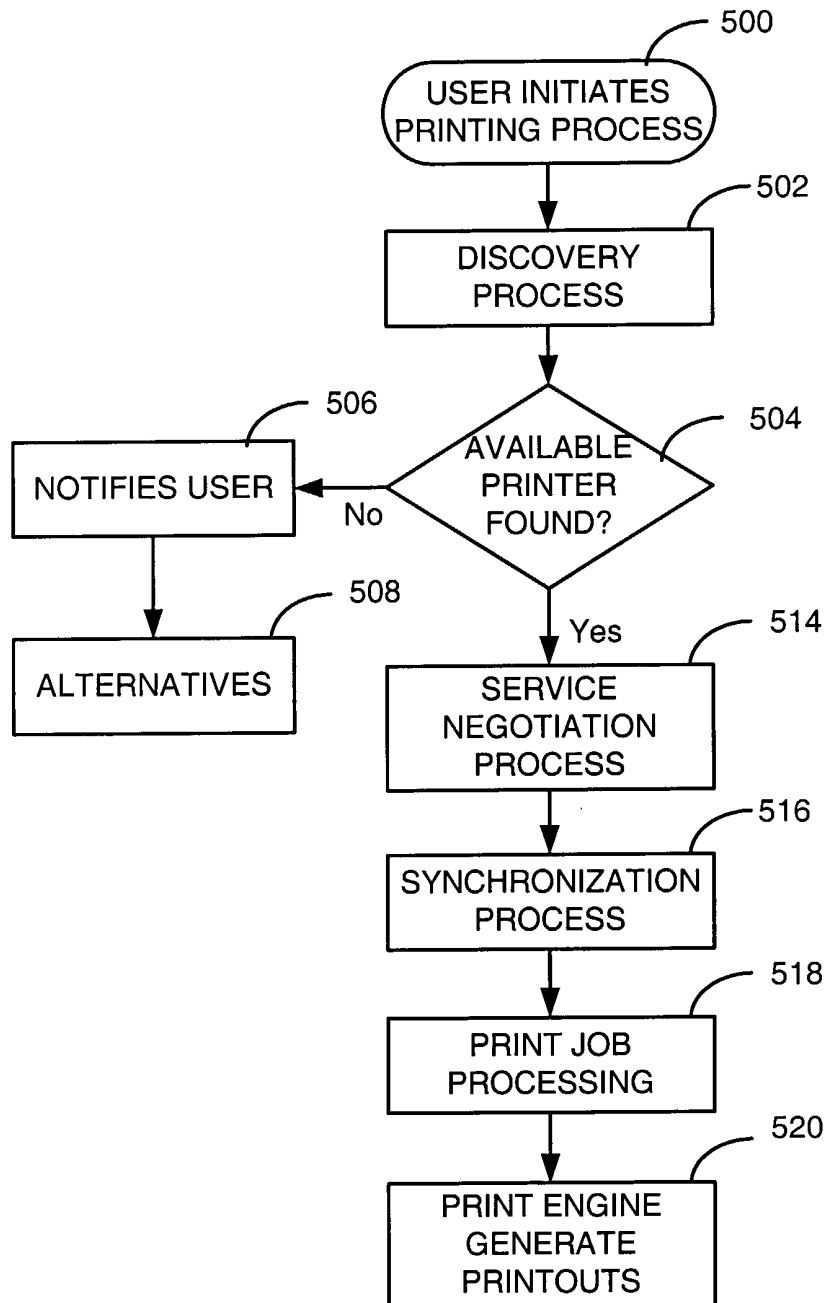 500
USER INITIATES
PRINTING PROCESS
502
DISCOVERY
PROCESS
504
AVAILABLE
PRINTER
FOUND?
506
NOTIFIES USER
No
508
ALTERNATIVES
Yes
514
SERVICE
NEGOTIATION
PROCESS
516
SYNCHRONIZATION
PROCESS
518
PRINT JOB
PROCESSING
520
PRINT ENGINE
GENERATE
PRINTOUTS